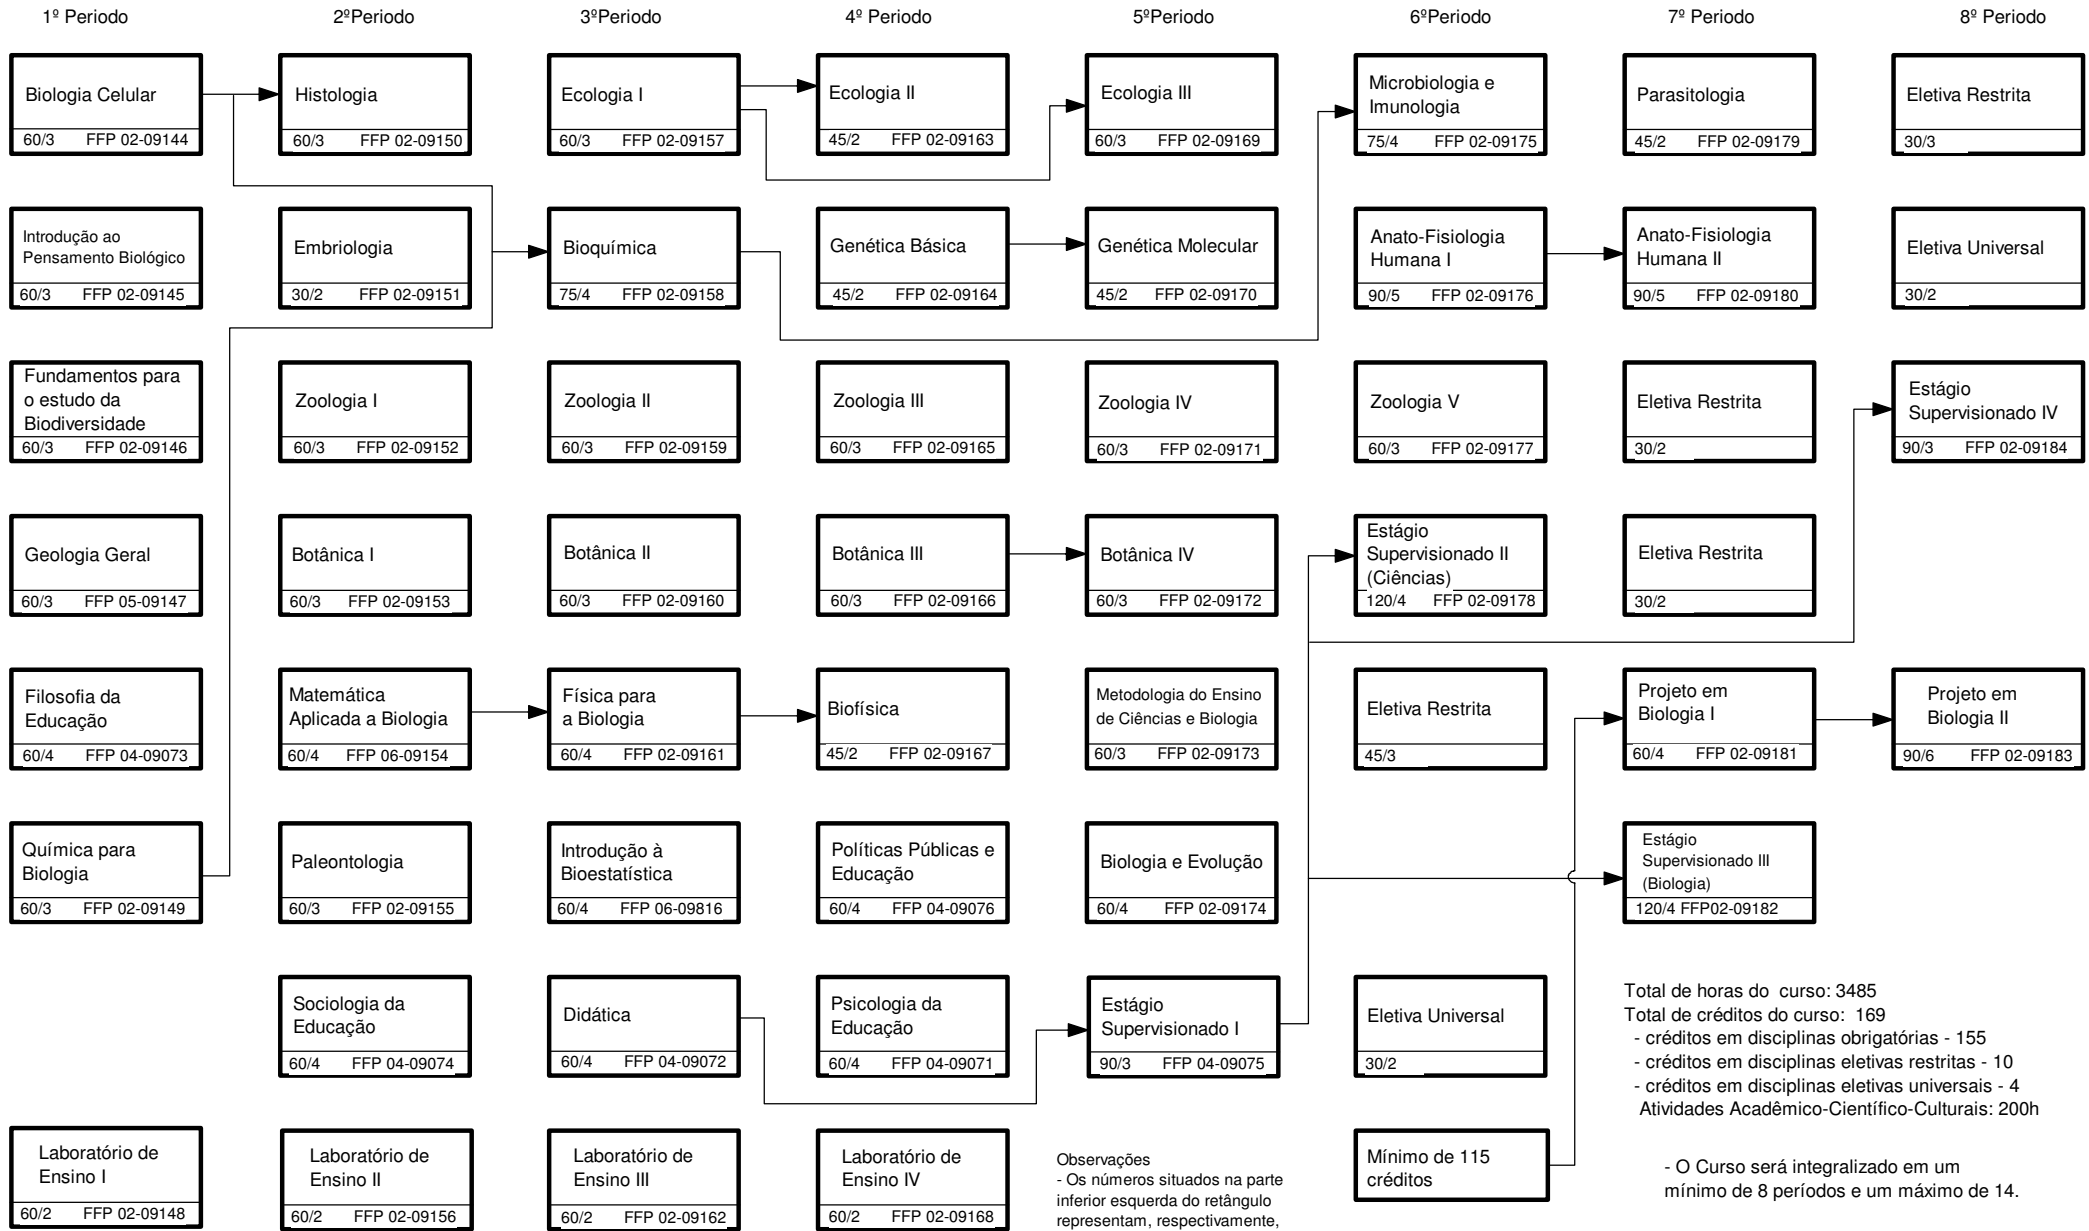 1º Periodo
2ºPeriodo
3ºPeriodo
4º Periodo
5ºPeriodo
6ºPeriodo
7º Periodo
8º Periodo
Biologia Celular
60/3 FFP 02-09144
Histologia
60/3 FFP 02-09150
Ecologia I
60/3 FFP 02-09157
Ecologia II
45/2 FFP 02-09163
Ecologia III
60/3 FFP 02-09169
Microbiologia e
Imunologia
75/4 FFP 02-09175
Parasitologia
45/2 FFP 02-09179
Eletiva Restrita
30/3
Introdução ao
Pensamento Biológico
60/3 FFP 02-09145
Embriologia
30/2 FFP 02-09151
Bioquímica
75/4 FFP 02-09158
Genética Básica
45/2 FFP 02-09164
Genética Molecular
45/2 FFP 02-09170
Anato-Fisiologia
Humana I
90/5 FFP 02-09176
Anato-Fisiologia
Humana II
90/5 FFP 02-09180
Eletiva Universal
30/2
Fundamentos para
o estudo da
Biodiversidade
60/3 FFP 02-09146
Zoologia I
60/3 FFP 02-09152
Zoologia II
60/3 FFP 02-09159
Zoologia III
60/3 FFP 02-09165
Zoologia IV
60/3 FFP 02-09171
Zoologia V
60/3 FFP 02-09177
Eletiva Restrita
30/2
Estágio
Supervisionado IV
90/3 FFP 02-09184
Geologia Geral
60/3 FFP 05-09147
Botânica I
60/3 FFP 02-09153
Botânica II
60/3 FFP 02-09160
Botânica III
60/3 FFP 02-09166
Botânica IV
60/3 FFP 02-09172
Estágio
Supervisionado II
(Ciências)
120/4 FFP 02-09178
Eletiva Restrita
30/2
Filosofia da
Educação
60/4 FFP 04-09073
Matemática
Aplicada a Biologia
60/4 FFP 06-09154
Física para
a Biologia
60/4 FFP 02-09161
Biofísica
45/2 FFP 02-09167
Metodologia do Ensino
de Ciências e Biologia
60/3 FFP 02-09173
Eletiva Restrita
45/3
Projeto em
Biologia I
60/4 FFP 02-09181
Projeto em
Biologia II
90/6 FFP 02-09183
Química para
Biologia
60/3 FFP 02-09149
Paleontologia
60/3 FFP 02-09155
Introdução à
Bioestatística
60/4 FFP 06-09816
Políticas Públicas e
Educação
60/4 FFP 04-09076
Biologia e Evolução
60/4 FFP 02-09174
Estágio
Supervisionado III
(Biologia)
120/4 FFP02-09182
Sociologia da
Educação
60/4 FFP 04-09074
Didática
60/4 FFP 04-09072
Psicologia da
Educação
60/4 FFP 04-09071
Estágio
Supervisionado I
90/3 FFP 04-09075
Eletiva Universal
30/2
Total de horas do curso: 3485
Total de créditos do curso: 169
- créditos em disciplinas obrigatórias - 155
- créditos em disciplinas eletivas restritas - 10
- créditos em disciplinas eletivas universais - 4
Atividades Acadêmico-Científico-Culturais: 200h
Laboratório de
Ensino I
60/2 FFP 02-09148
Laboratório de
Ensino II
60/2 FFP 02-09156
Laboratório de
Ensino III
60/2 FFP 02-09162
Laboratório de
Ensino IV
60/2 FFP 02-09168
Observações
- Os números situados na parte
inferior esquerda do retângulo
representam, respectivamente,
Mínimo de 115
créditos
- O Curso será integralizado em um
mínimo de 8 períodos e um máximo de 14.